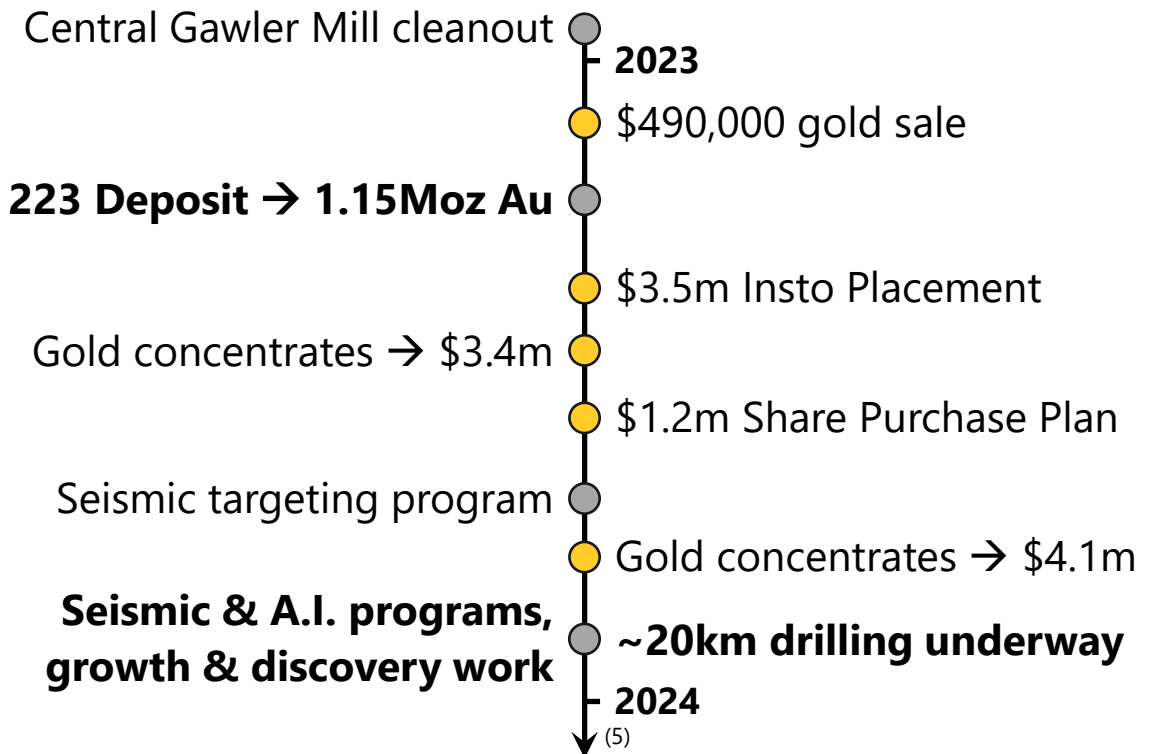 Central Gawler Mill cleanout
2023
$490,000 gold sale
223 Deposit → 1.15Moz Au
$3.5m Insto Placement
Gold concentrates → $3.4m
$1.2m Share Purchase Plan
Seismic targeting program
Gold concentrates → $4.1m
Seismic & A.I. programs,
growth & discovery work
~20km drilling underway
2024
(5)